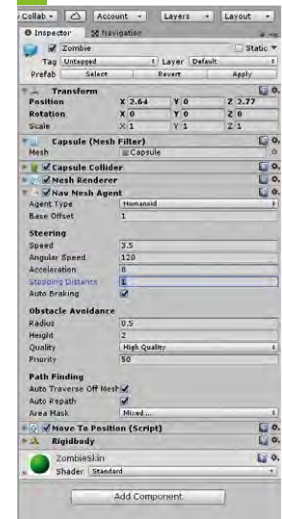 Collab Account Layers Layout
Inspector Navigation
Zombie Static
Tag Untagged Layer Default
Prefab Select Revert Apply
Transform
Position X 2.64 Y 0 Z 2.77
Rotation X 0 Y 0 Z 0
Scale X 1 Y 1 Z 1
Capsule (Mesh Filter)
Mesh Capsule
Capsule Collider
Mesh Renderer
Nav Mesh Agent
Agent Type Humanoid
Base Offset 1
Steering
Speed 3.5
Angular Speed 120
Acceleration 8
Stopping Distance 1
Auto Braking
Obstacle Avoidance
Radius 0.5
Height 2
Quality High Quality
Priority 50
Path Finding
Auto Traverse Off Mesh
Auto Repath
Area Mask Mixed ...
Move To Position (Script)
Rigidbody
ZombieSkin
Shader Standard
Add Component